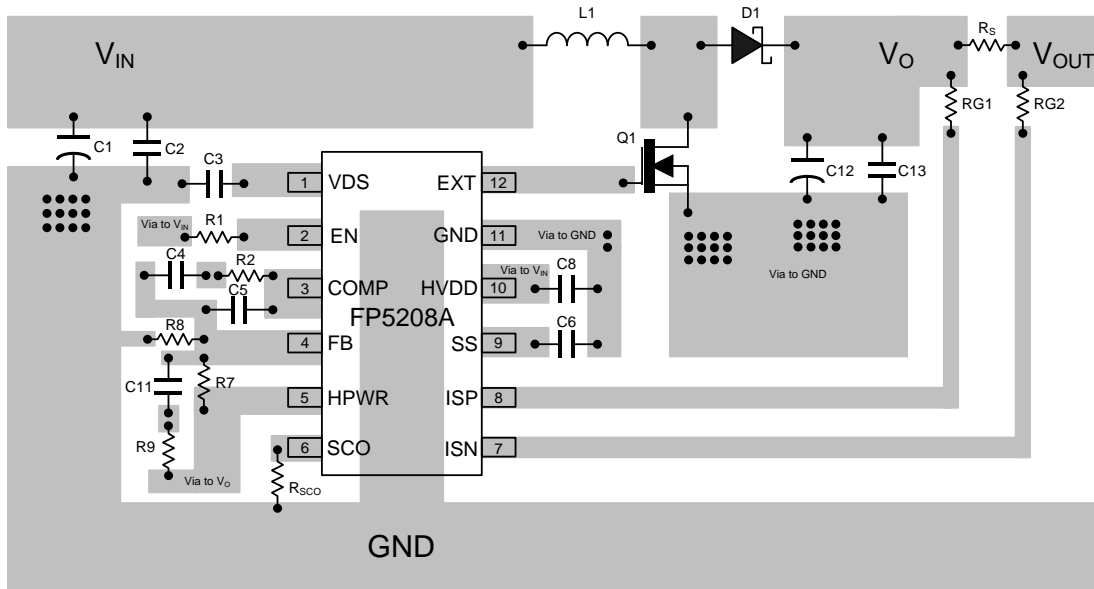 L1
D1
VIN
VO
RS
VOUT
RG1
RG2
C1
C2
Q1
C3
C12
C13
1
VDS
EXT
12
Via to VIN
R1
2
EN
GND
11
Via to GND
C4
R2
Via to VIN
C8
Via to GND
3
COMP
HVDD
10
C5
FP5208A
R8
4
FB
SS
9
C6
C11
R7
5
HPWR
ISP
8
R9
6
SCO
ISN
7
Via to VO
RSCO
GND